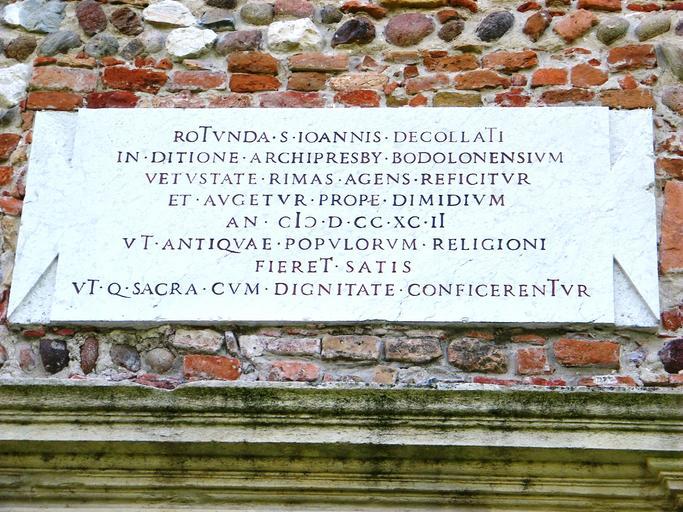 ROTVNDA·S·IOANNIS·DECOLLATI
IN·DITIONE·ARCHIPRESBY·BODOLONENSIVM
VETVSTATE·RIMAS·AGENS·REFICITVR
ET·AVGETVR·PROPE·DIMIDIVM
AN·CIƆ·D·CC·XC·II
VT·ANTIQVAE·POPVLORVM·RELIGIONI
FIERET·SATIS
VT·Q·SACRA·CVM·DIGNITATE·CONFICERENTVR